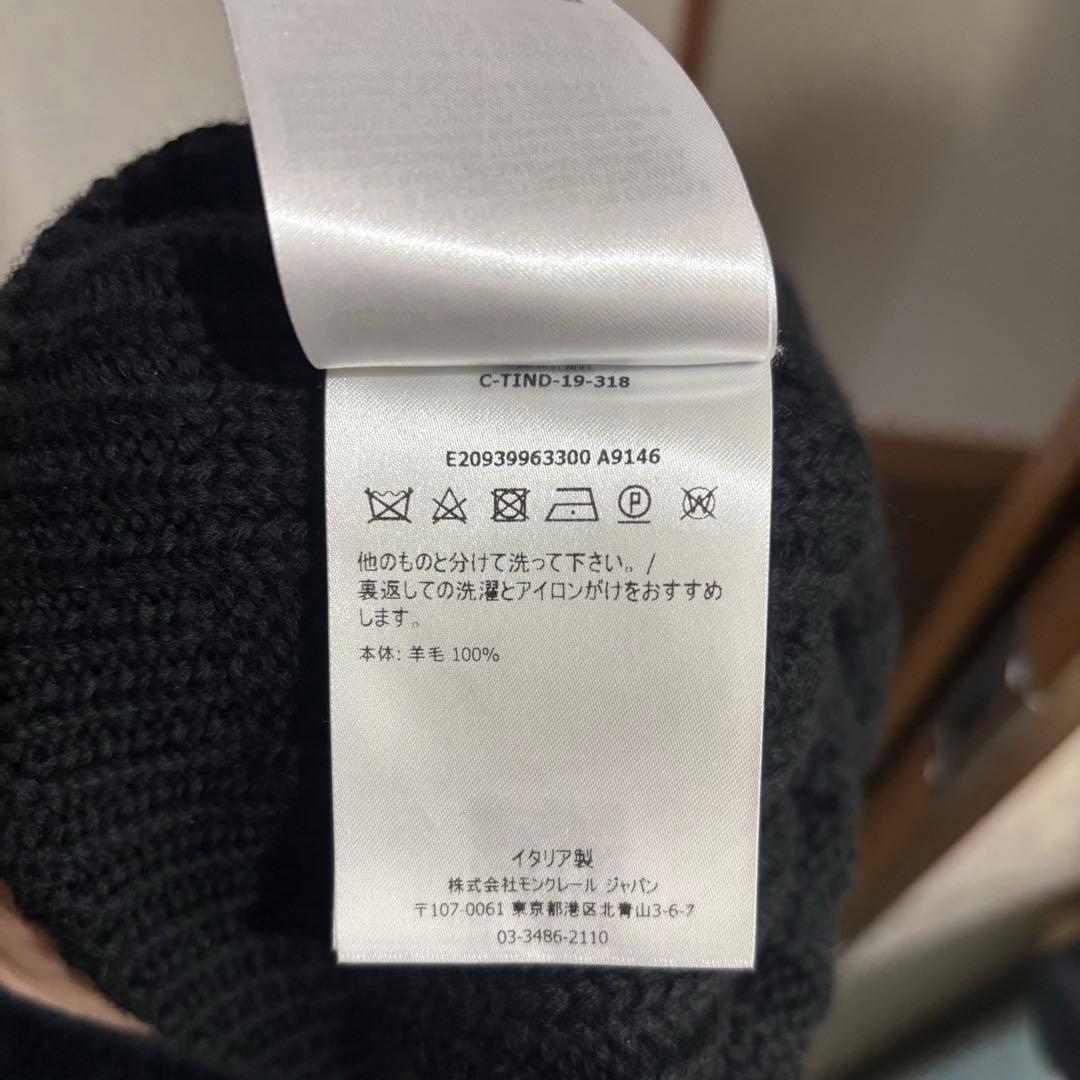 C-TIND-19-318
E20939963300 A9146
P
W
他のものと分けて洗って下さい。/
裏返しての洗濯とアイロンがけをおすすめ
します。
本体: 羊毛 100%
イタリア製
株式会社モンクレール ジャパン
〒107-0061 東京都港区北青山3-6-7
03-3486-2110